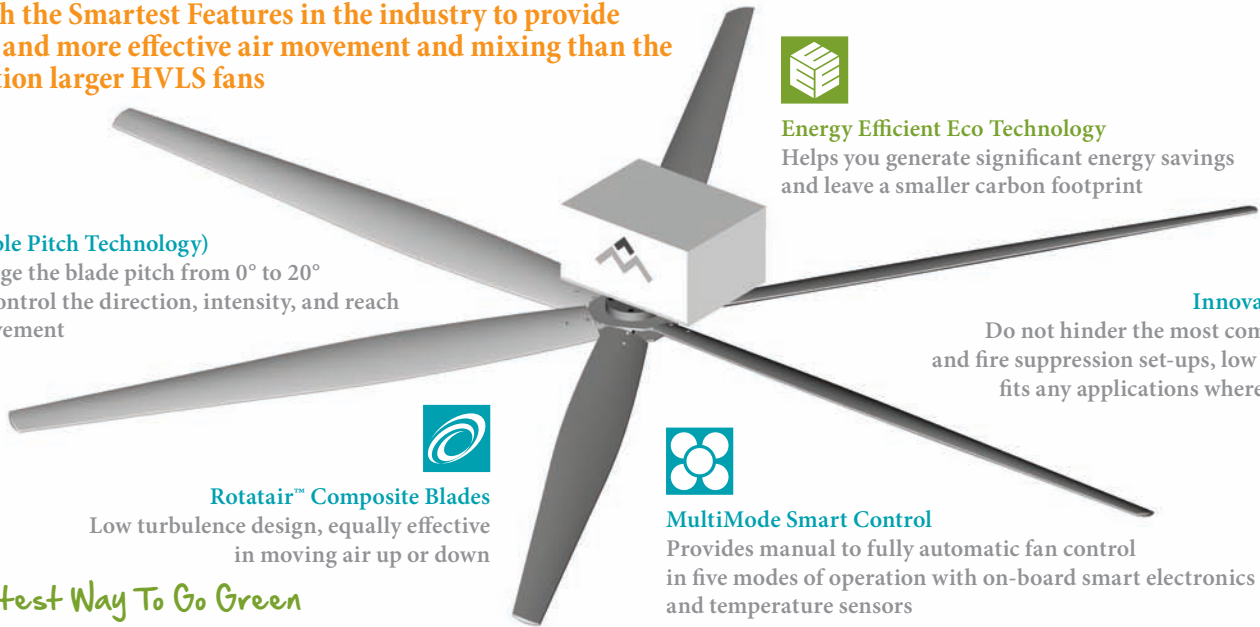 h the Smartest Features in the industry to provide
and more effective air movement and mixing than the
tion larger HVLS fans
Energy Efficient Eco Technology
Helps you generate significant energy savings
and leave a smaller carbon footprint
ble Pitch Technology)
ge the blade pitch from 0° to 20°
ontrol the direction, intensity, and reach
vement
Innova
Do not hinder the most com
and fire suppression set-ups, low
fits any applications where
Rotatair™ Composite Blades
Low turbulence design, equally effective
in moving air up or down
MultiMode Smart Control
Provides manual to fully automatic fan control
in five modes of operation with on-board smart electronics
and temperature sensors
test Way To Go Green